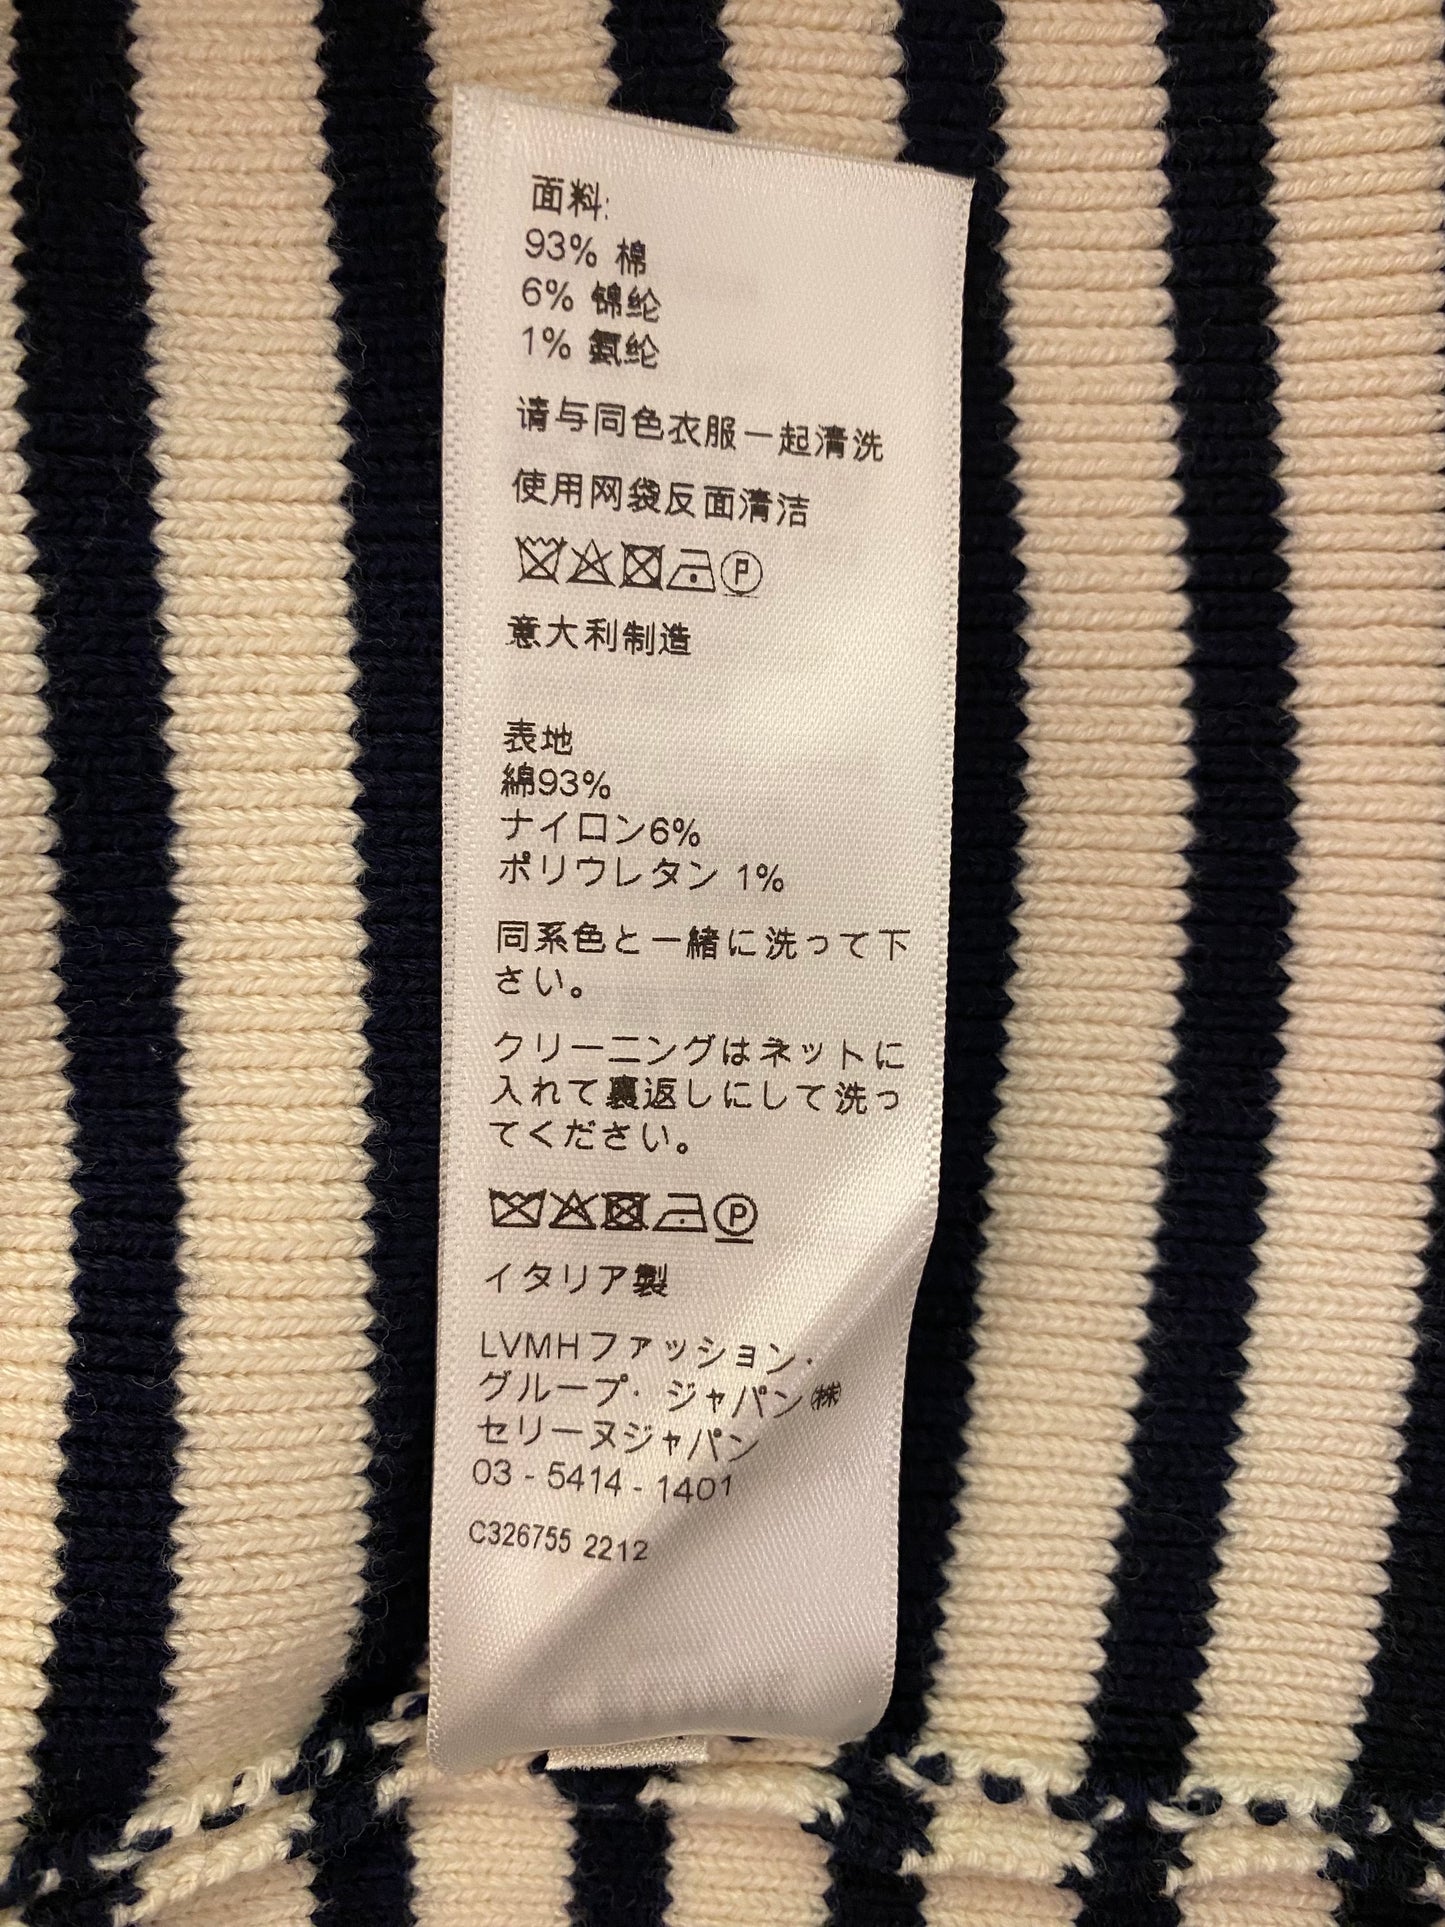 面料:
93% 棉
6% 锦纶
1% 氨纶
请与同色衣服一起清洗
使用网袋反面清洁
P
意大利制造
表地
綿93%
ナイロン6%
ポリウレタン 1%
同系色と一緒に洗って下
さい。
クリーニングはネットに
入れて裏返しにして洗っ
てください。
P
イタリア製
LVMHファッション·
グループ· ジャパン㈱
セリーヌジャパン
03 - 5414 - 1401
C326755 2212